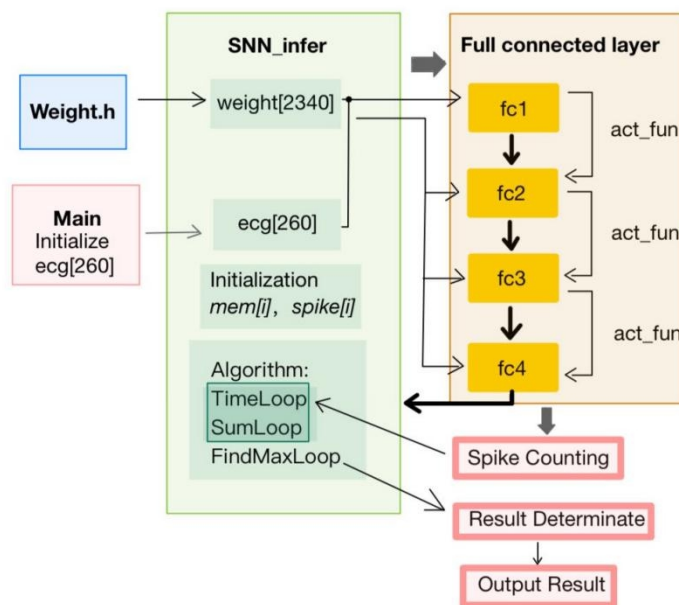 SNN_infer
Full connected layer
Weight.h
weight[2340]
fc1
act_fun
Main
Initialize
ecg[260]
ecg[260]
fc2
act_fun
Initialization
mem[i], spike[i]
fc3
act_fun
Algorithm:
TimeLoop
SumLoop
FindMaxLoop
fc4
Spike Counting
Result Determinate
Output Result